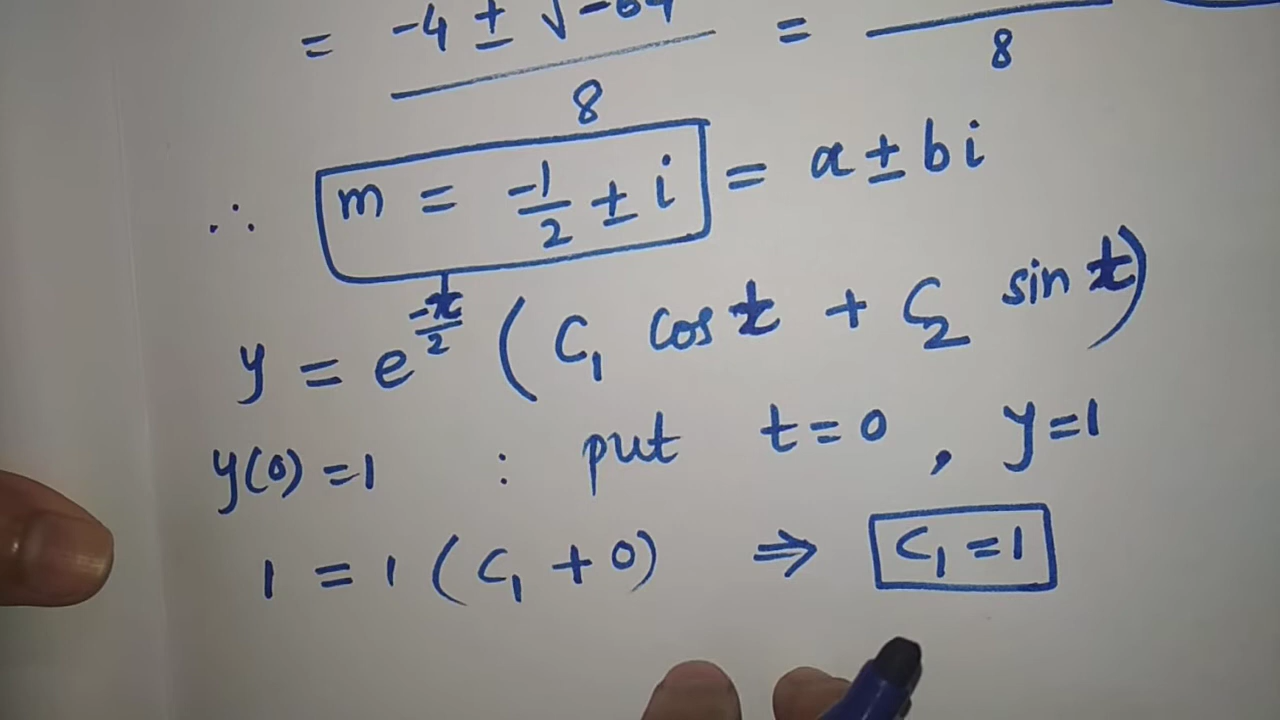 = -4 ± √-64 / 8 = / 8
∴ m = -1/2 ± i = a ± bi
y = e^(-t/2) ( C₁ cos t + C₂ sin t )
y(0) = 1 : put t = 0 , y = 1
1 = 1 ( C₁ + 0 ) ⇒ C₁ = 1